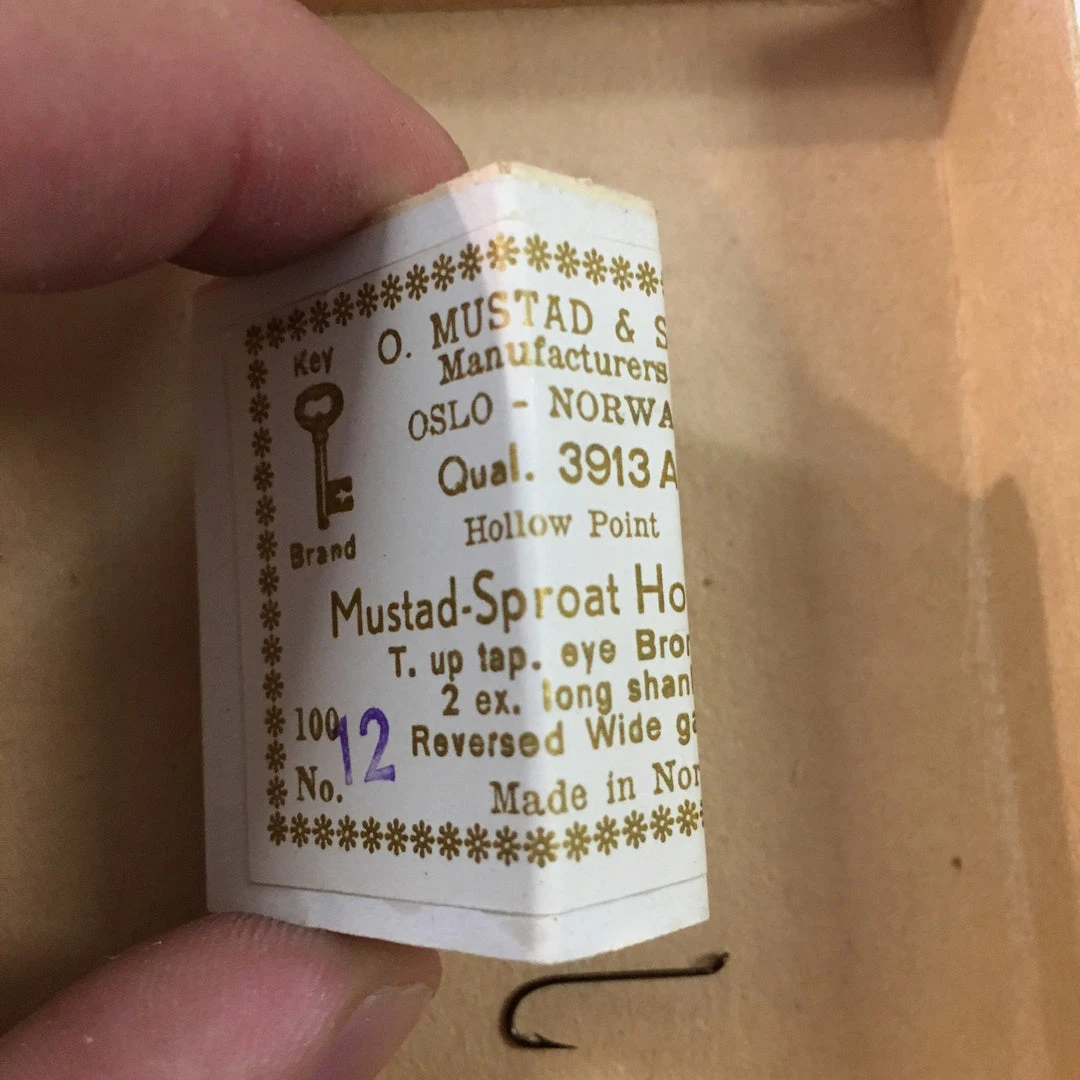 Key
O. MUSTAD & S
Manufacturers
OSLO - NORWA
Qual. 3913 A
Hollow Point
Brand
Mustad-Sproat Ho
T. up tap. eye Bron
2 ex. long shan
100
12
Reversed Wide ga
No.
Made in Nor